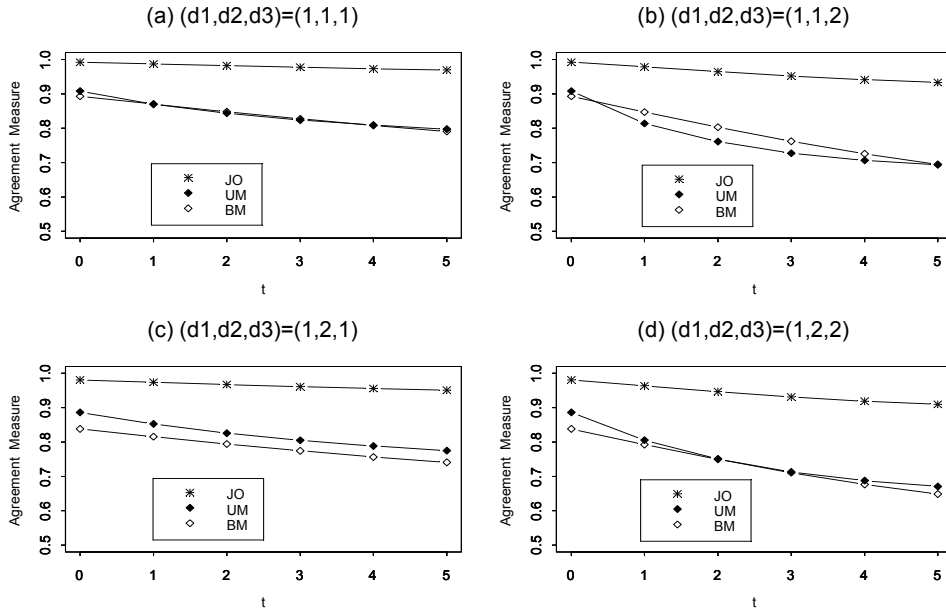 (a) (d1,d2,d3)=(1,1,1)
Agreement Measure
1.0
0.9
0.8
0.7
0.6
0.5
JO
UM
BM
0 1 2 3 4 5
t
(b) (d1,d2,d3)=(1,1,2)
Agreement Measure
1.0
0.9
0.8
0.7
0.6
0.5
JO
UM
BM
0 1 2 3 4 5
t
(c) (d1,d2,d3)=(1,2,1)
Agreement Measure
1.0
0.9
0.8
0.7
0.6
0.5
JO
UM
BM
0 1 2 3 4 5
t
(d) (d1,d2,d3)=(1,2,2)
Agreement Measure
1.0
0.9
0.8
0.7
0.6
0.5
JO
UM
BM
0 1 2 3 4 5
t